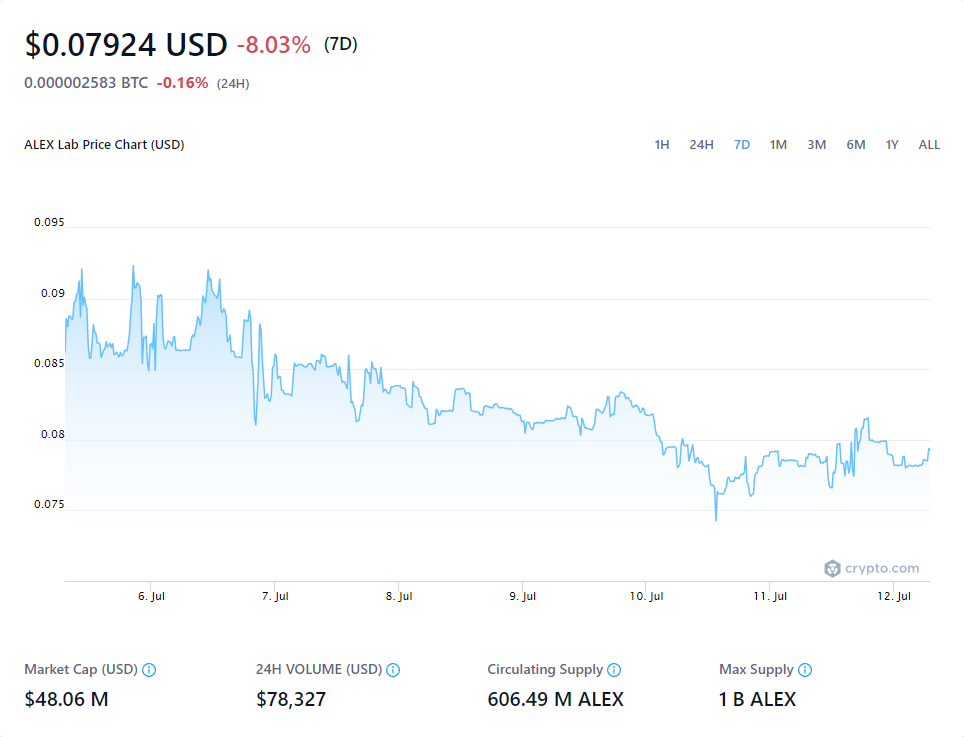 $0.07924 USD -8.03% (7D)
0.000002583 BTC -0.16% (24H)
ALEX Lab Price Chart (USD) 1H 24H 7D 1M 3M 6M 1Y ALL
0.095
0.09
0.085
0.08
0.075
crypto.com
6. Jul 7. Jul 8. Jul 9. Jul 10. Jul 11. Jul 12. Jul
Market Cap (USD) 24H VOLUME (USD) Circulating Supply Max Supply
$48.06 M $78,327 606.49 M ALEX 1 B ALEX